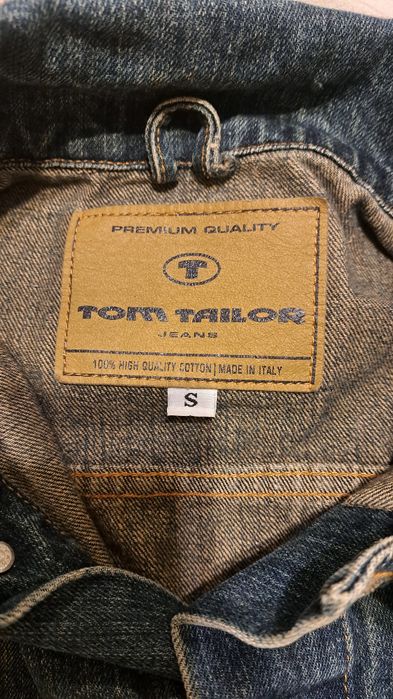 PREMIUM QUALITY
T
TOM TAILOR
JEANS
100% HIGH QUALITY COTTON | MADE IN ITALY
S